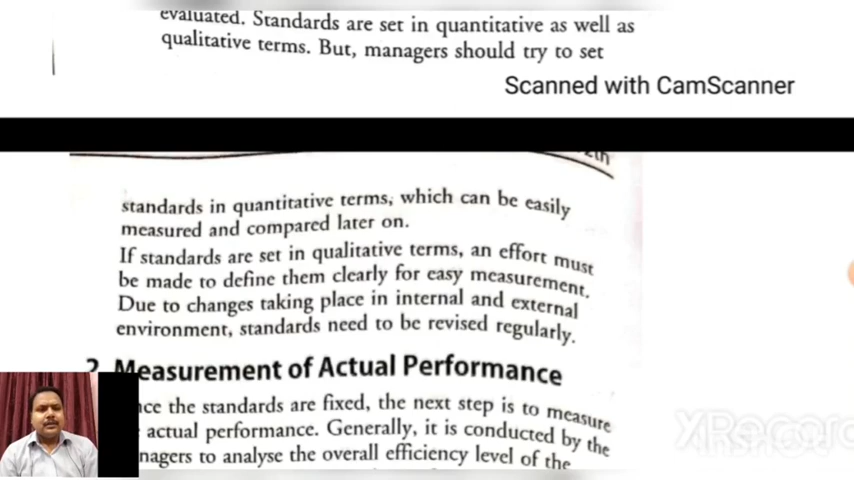 evaluated. Standards are set in quantitative as well as
qualitative terms. But, managers should try to set
Scanned with CamScanner
standards in quantitative terms, which can be easily
measured and compared later on.
If standards are set in qualitative terms, an effort must
be made to define them clearly for easy measurement.
Due to changes taking place in internal and external
environment, standards need to be revised regularly.
2. Measurement of Actual Performance
the standards are fixed, the next step is to measure
actual performance. Generally, it is conducted by the
to analyse the overall efficiency level of the